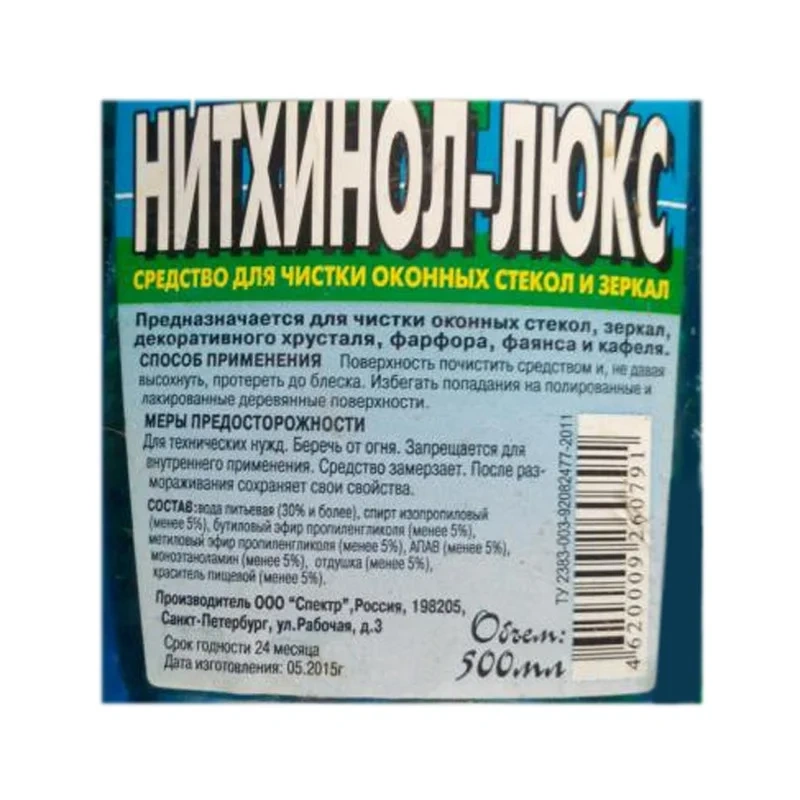 НИТХИНОЛ-ЛЮКС
СРЕДСТВО ДЛЯ ЧИСТКИ ОКОННЫХ СТЕКОЛ И ЗЕРКАЛ
Предназначается для чистки оконных стекол, зеркал,
декоративного хрусталя, фарфора, фаянса и кафеля.
СПОСОБ ПРИМЕНЕНИЯ Поверхность почистить средством и, не давая
высохнуть, протереть до блеска. Избегать попадания на полированные и
лакированные деревянные поверхности.
МЕРЫ ПРЕДОСТОРОЖНОСТИ
Для технических нужд. Беречь от огня. Запрещается для
внутреннего применения. Средство замерзает. После раз-
мораживания сохраняет свои свойства.
СОСТАВ: вода питьевая (30% и более), спирт изопропиловый
(менее 5%), бутиловый эфир пропиленгликоля (менее 5%),
метиловый эфир пропиленгликоля (менее 5%), АПАВ (менее 5%),
моноэтаноламин (менее 5%), отдушка (менее 5%),
краситель пищевой (менее 5%).
Производитель ООО "Спектр",Россия, 198205,
Санкт-Петербург, ул.Рабочая, д.3
Срок годности 24 месяца
Дата изготовления: 05.2015г
Объем:
500мл
ТУ 2383-003-92082477-2011
4620009260791